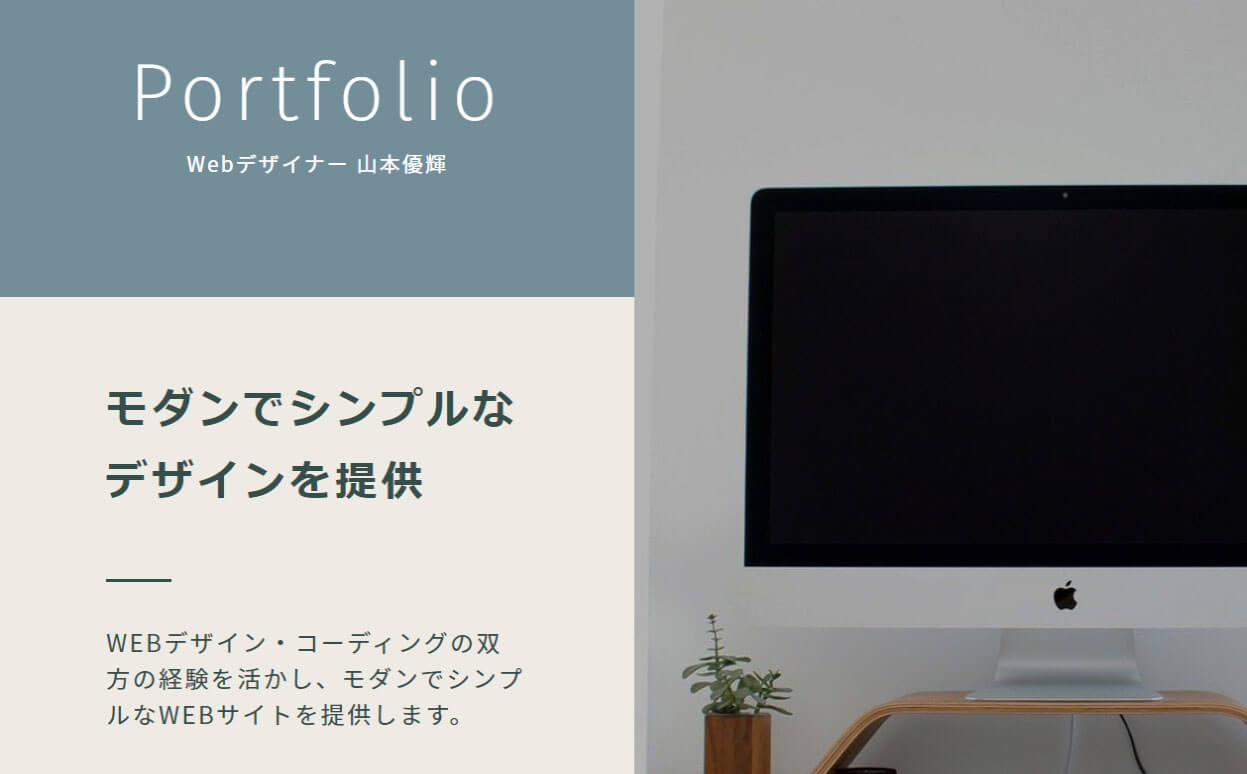 Portfolio
Webデザイナー 山本優輝
モダンでシンプルな
デザインを提供
WEBデザイン・コーディングの双
方の経験を活かし、モダンでシンプ
ルなWEBサイトを提供します。